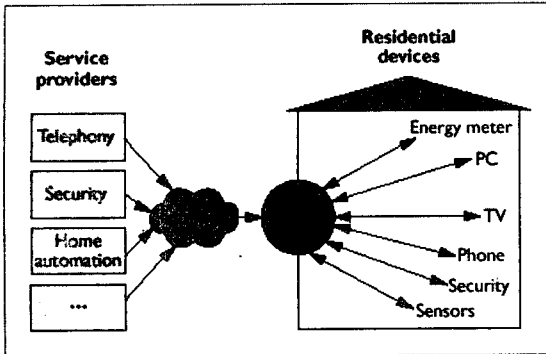 Service
providers
Telephony
Security
Home
automation
...
Residential
devices
Energy meter
PC
TV
Phone
Security
Sensors